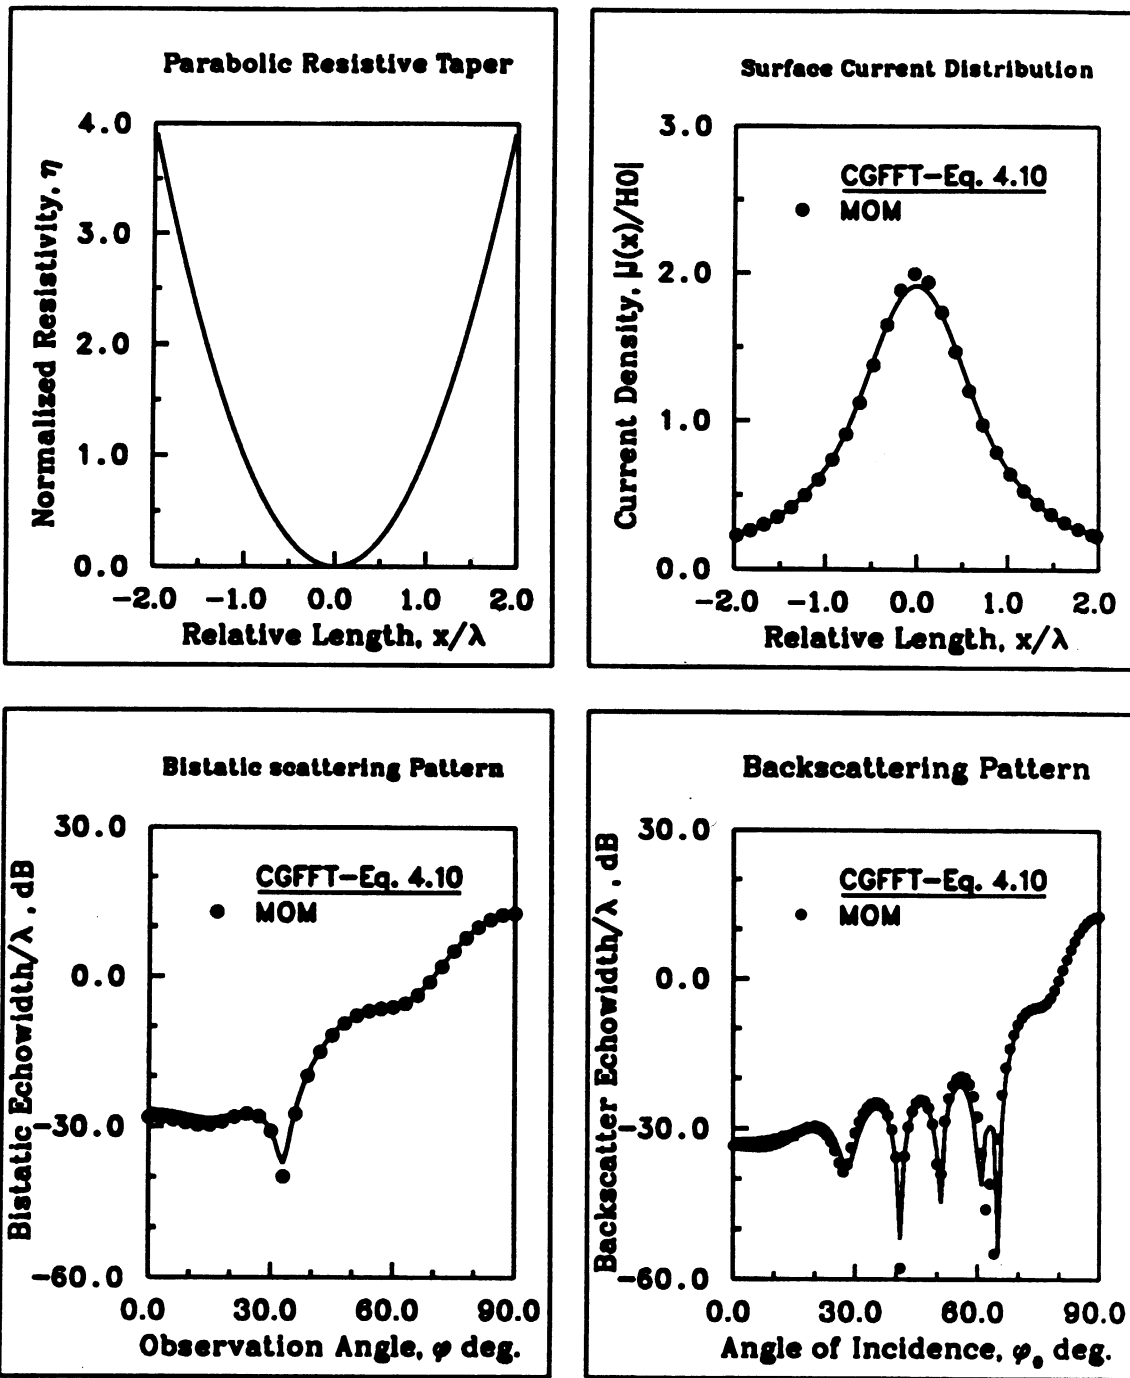 Parabolic Resistive Taper
Normalized Resistivity, η
4.0
3.0
2.0
1.0
0.0
-2.0 -1.0 0.0 1.0 2.0
Relative Length, x/λ
Surface Current Distribution
Current Density, |J(x)/H0|
3.0
2.0
1.0
0.0
CGFFT-Eq. 4.10
MOM
-2.0 -1.0 0.0 1.0 2.0
Relative Length, x/λ
Bistatic scattering Pattern
Bistatic Echowidth/λ, dB
30.0
0.0
-30.0
-60.0
CGFFT-Eq. 4.10
MOM
0.0 30.0 60.0 90.0
Observation Angle, φ deg.
Backscattering Pattern
Backscatter Echowidth/λ, dB
30.0
0.0
-30.0
-60.0
CGFFT-Eq. 4.10
MOM
0.0 30.0 60.0 90.0
Angle of Incidence, φ₀ deg.